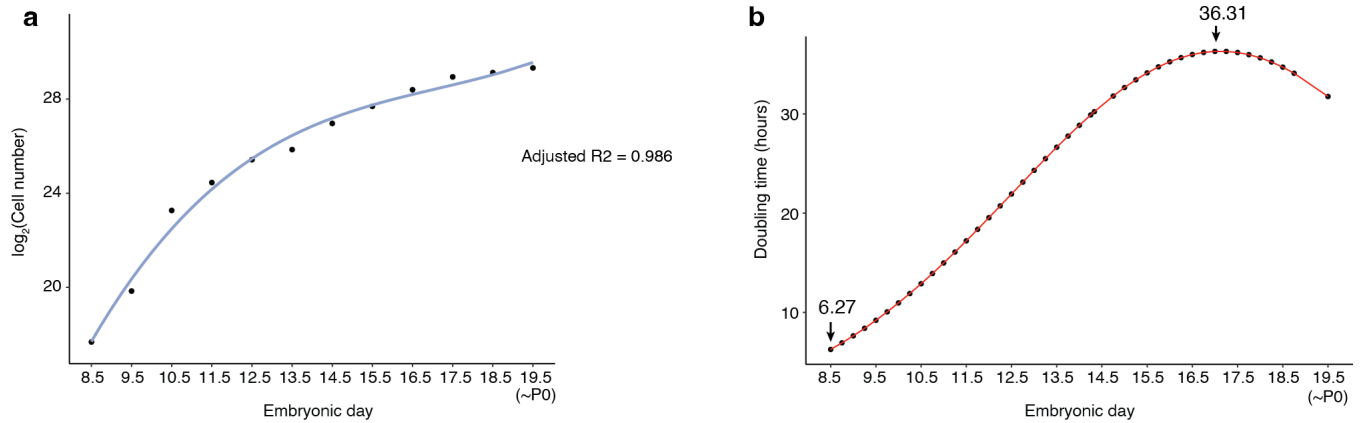 a
log2(Cell number)
28
24
20
Adjusted R2 = 0.986
8.5 9.5 10.5 11.5 12.5 13.5 14.5 15.5 16.5 17.5 18.5 19.5
(~P0)
Embryonic day
b
36.31
6.27
Doubling time (hours)
30
20
10
8.5 9.5 10.5 11.5 12.5 13.5 14.5 15.5 16.5 17.5 18.5 19.5
(~P0)
Embryonic day